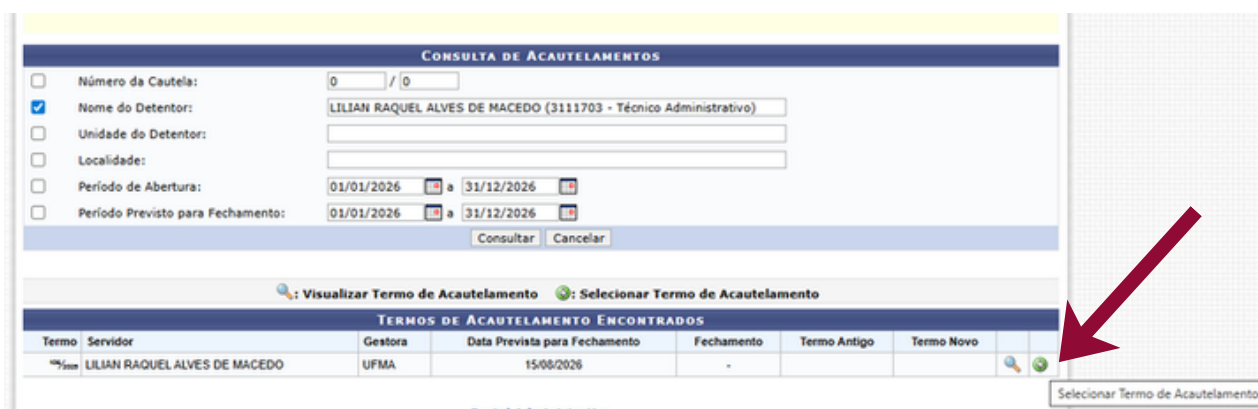 CONSULTA DE ACAUTELAMENTOS
Número da Cautela: 0 / 0
Nome do Detentor: LILIAN RAQUEL ALVES DE MACEDO (3111703 - Técnico Administrativo)
Unidade do Detentor:
Localidade:
Período de Abertura: 01/01/2026 a 31/12/2026
Período Previsto para Fechamento: 01/01/2026 a 31/12/2026
Consultar Cancelar
: Visualizar Termo de Acautelamento : Selecionar Termo de Acautelamento
TERMOS DE ACAUTELAMENTO ENCONTRADOS
Termo Servidor Gestora Data Prevista para Fechamento Fechamento Termo Antigo Termo Novo
LILIAN RAQUEL ALVES DE MACEDO UFMA 15/08/2026 -
Selecionar Termo de Acautelamento